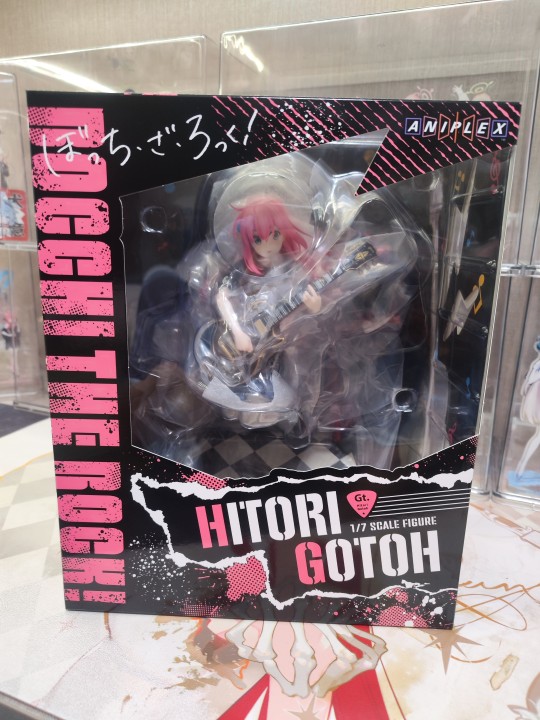 ぼっち・ざ・ろっく!
ANIPLEX
BOCCHI THE ROCK!
HITORI
Gt.
1/7 SCALE FIGURE
GOTOH